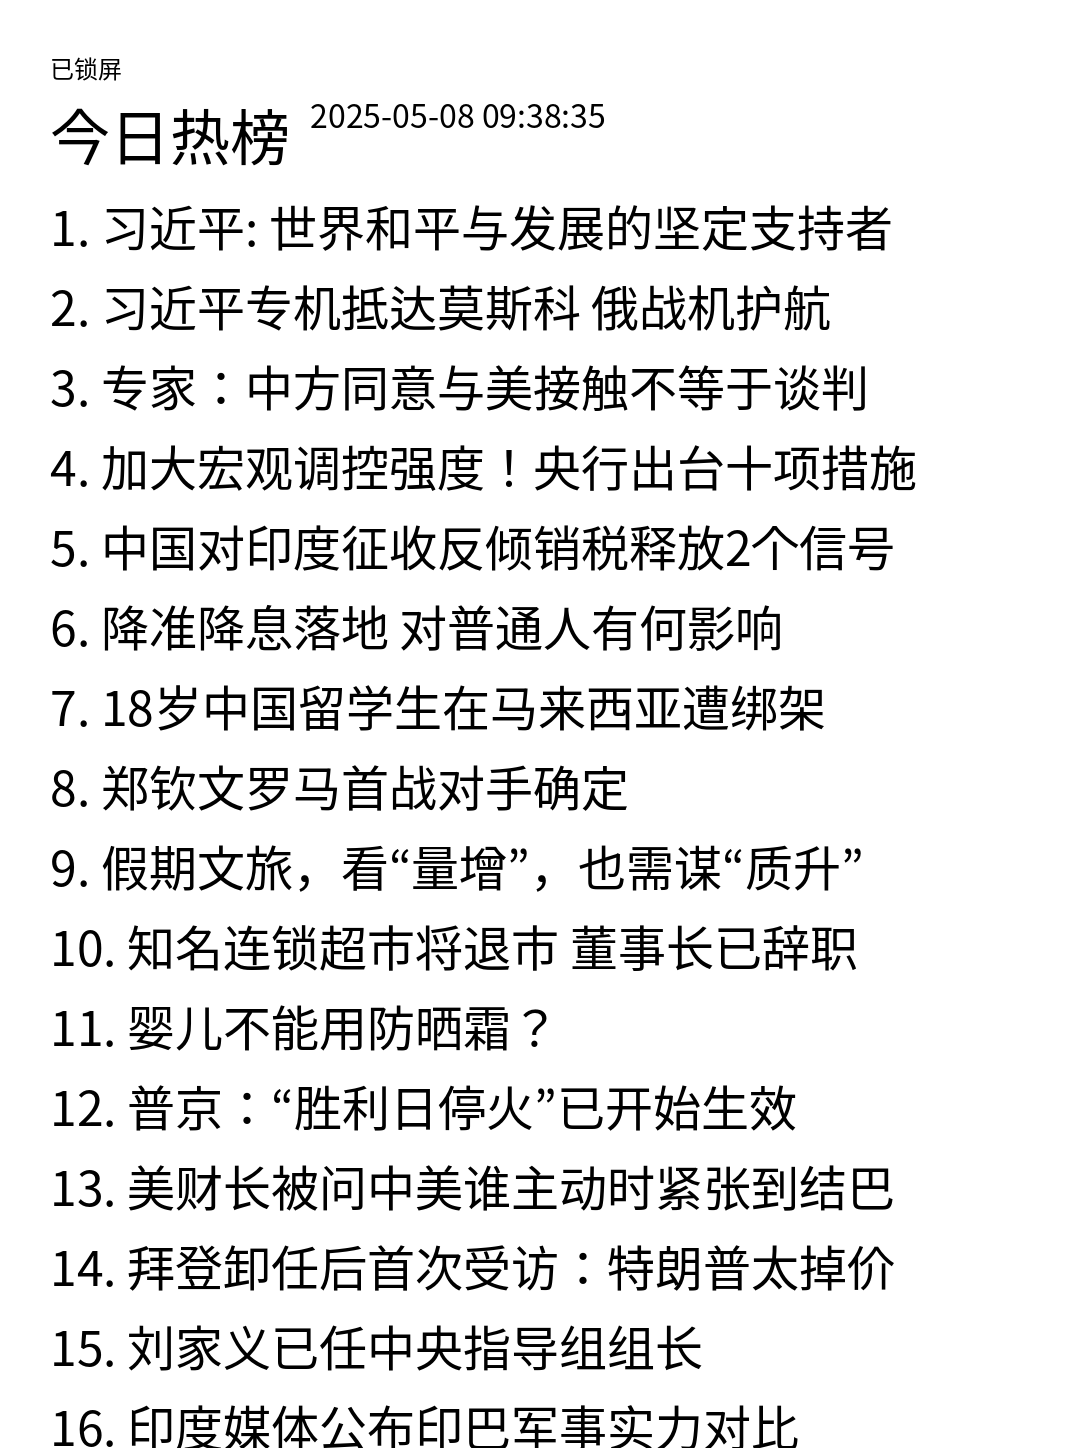 已锁屏
今日热榜 2025-05-08 09:38:35
1. 习近平: 世界和平与发展的坚定支持者
2. 习近平专机抵达莫斯科 俄战机护航
3. 专家：中方同意与美接触不等于谈判
4. 加大宏观调控强度！央行出台十项措施
5. 中国对印度征收反倾销税释放2个信号
6. 降准降息落地 对普通人有何影响
7. 18岁中国留学生在马来西亚遭绑架
8. 郑钦文罗马首战对手确定
9. 假期文旅，看“量增”，也需谋“质升”
10. 知名连锁超市将退市 董事长已辞职
11. 婴儿不能用防晒霜？
12. 普京：“胜利日停火”已开始生效
13. 美财长被问中美谁主动时紧张到结巴
14. 拜登卸任后首次受访：特朗普太掉价
15. 刘家义已任中央指导组组长
16. 印度媒体公布印巴军事实力对比